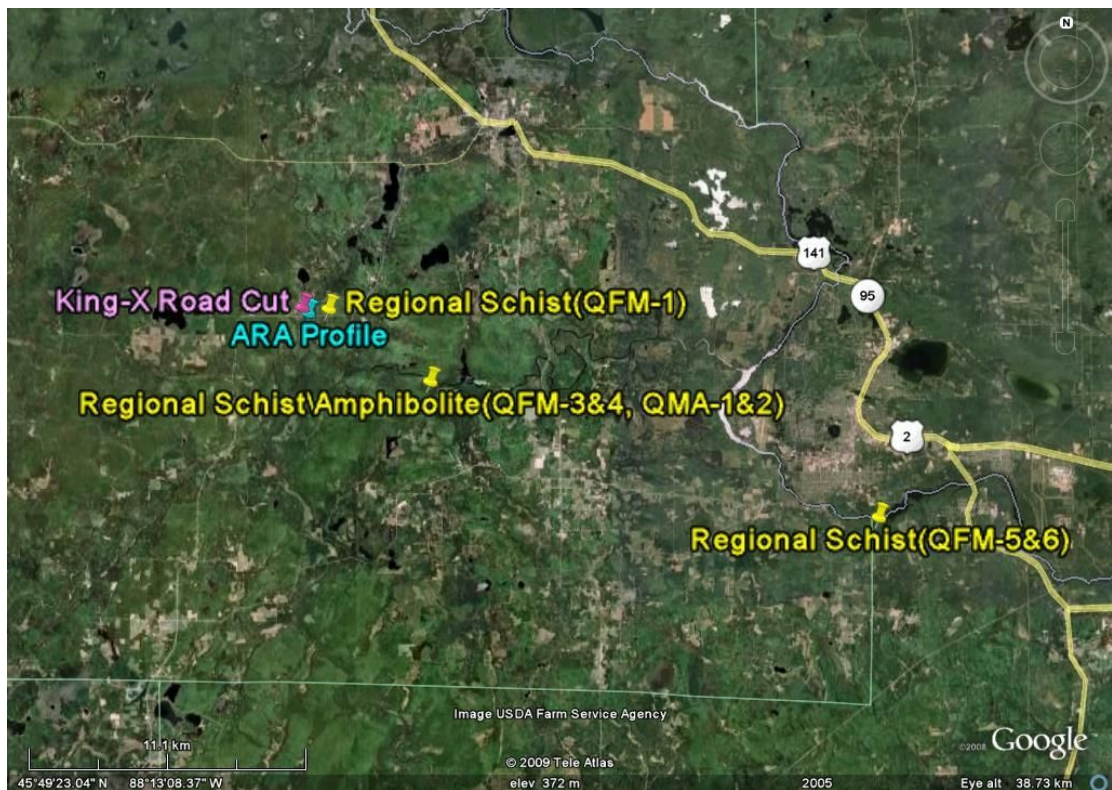 N
141
95
King-X Road Cut
Regional Schist(QFM-1)
ARA Profile
Regional Schist\Amphibolite(QFM-3&4, QMA-1&2)
2
Regional Schist(QFM-5&6)
Image USDA Farm Service Agency
11.1 km
©2008 Google
© 2009 Tele Atlas
45°49'23.04" N 88°13'08.37" W elev 372 m 2005 Eye alt 38.73 km